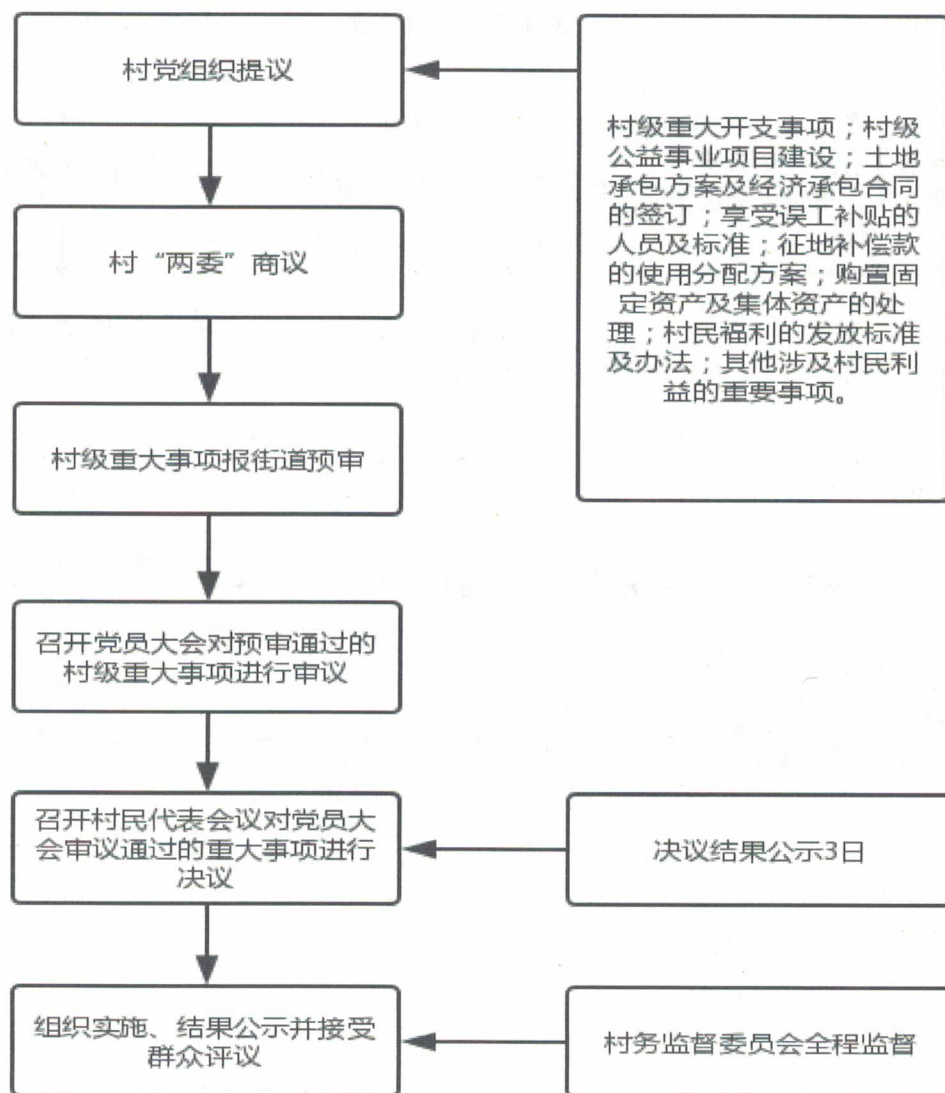 村党组织提议
村级重大开支事项；村级
公益事业项目建设；土地
承包方案及经济承包合同
的签订；享受误工补贴的
人员及标准；征地补偿款
的使用分配方案；购置固
定资产及集体资产的处
理；村民福利的发放标准
及办法；其他涉及村民利
益的重要事项。
村“两委”商议
村级重大事项报街道预审
召开党员大会对预审通过的
村级重大事项进行审议
召开村民代表会议对党员大
会审议通过的重大事项进行
决议
决议结果公示3日
组织实施、结果公示并接受
群众评议
村务监督委员会全程监督